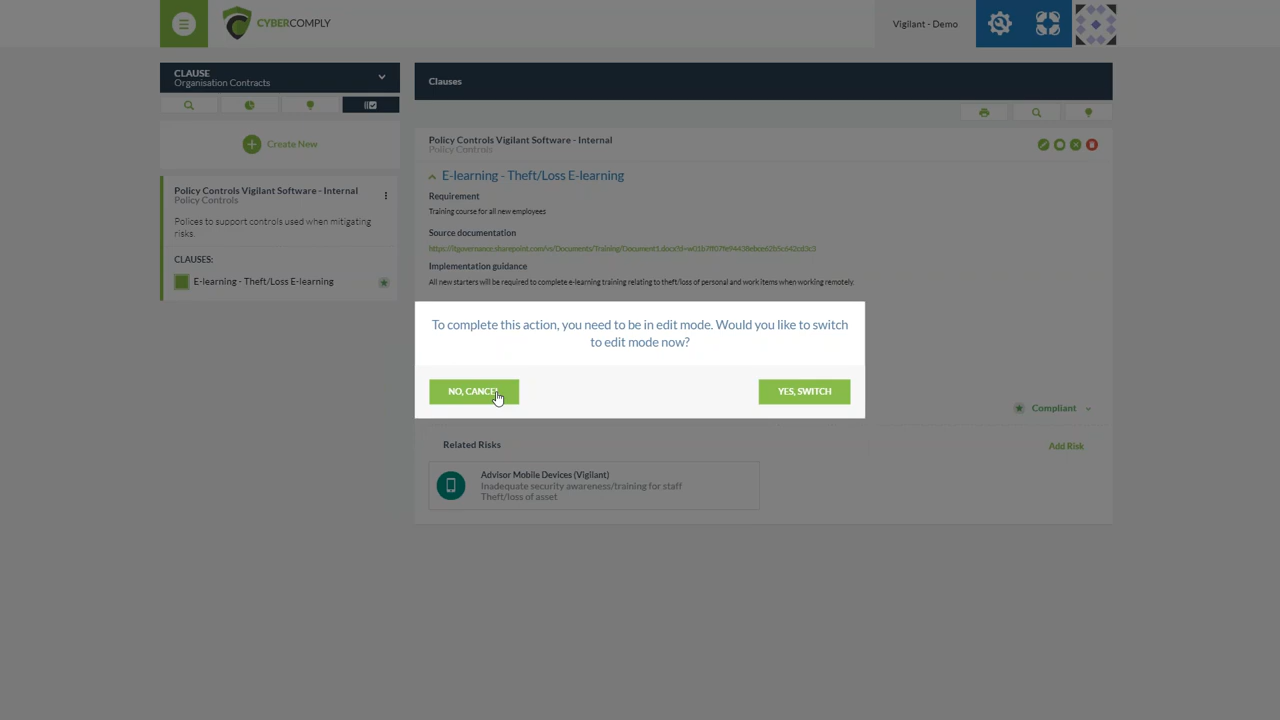 CYBERCOMPLY
Vigilant - Demo
CLAUSE
Organisation Contracts
Create New
Policy Controls Vigilant Software - Internal
Policy Controls
Polices to support controls used when mitigating
risks.
CLAUSES:
E-learning - Theft/Loss E-learning
Clauses
Policy Controls Vigilant Software - Internal
Policy Controls
E-learning - Theft/Loss E-learning
Requirement
Training course for all new employees
Source documentation
Implementation guidance
All new starters will be required to complete e-learning training relating to theft/loss of personal and work items when working remotely.
To complete this action, you need to be in edit mode. Would you like to switch
to edit mode now?
NO, CANCEL
YES, SWITCH
Compliant
Related Risks
Add Risk
Advisor Mobile Devices (Vigilant)
Inadequate security awareness/training for staff
Theft/loss of asset